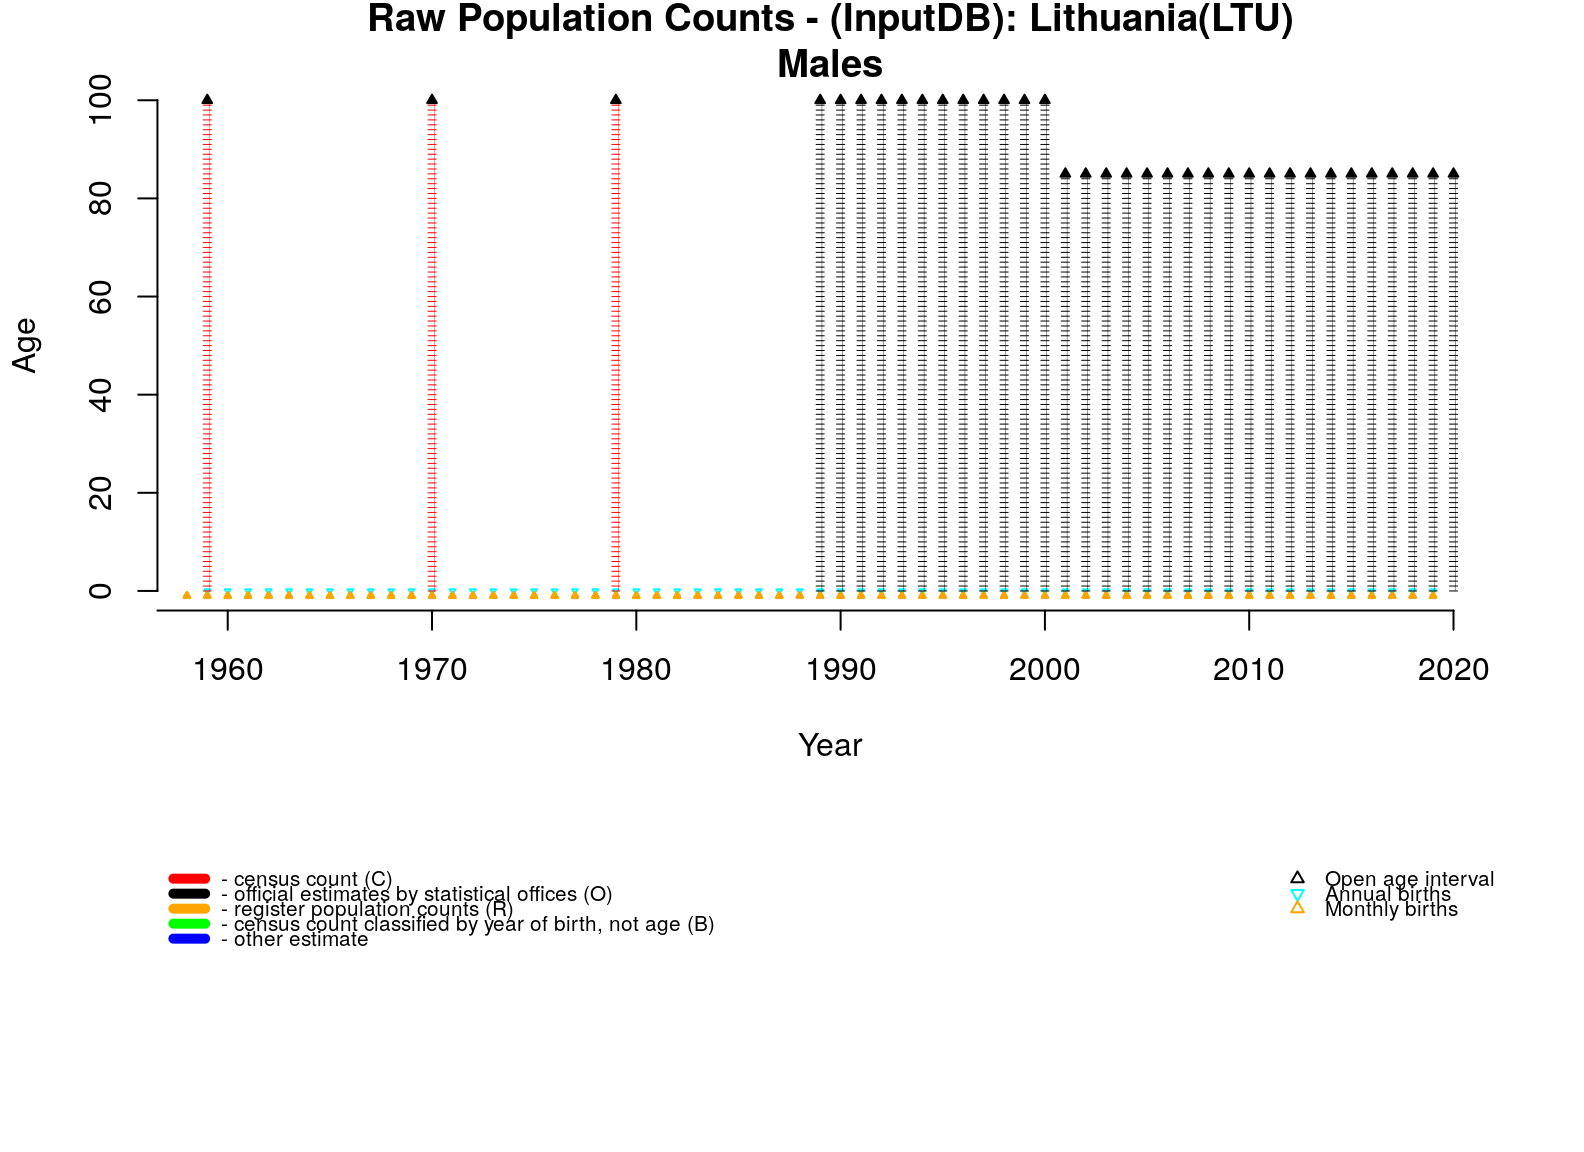 Raw Population Counts - (InputDB): Lithuania(LTU)
Males
100
80
60
40
20
0
Age
1960 1970 1980 1990 2000 2010 2020
Year
- census count (C)
- official estimates by statistical offices (O)
- register population counts (R)
- census count classified by year of birth, not age (B)
- other estimate
Open age interval
Annual births
Monthly births